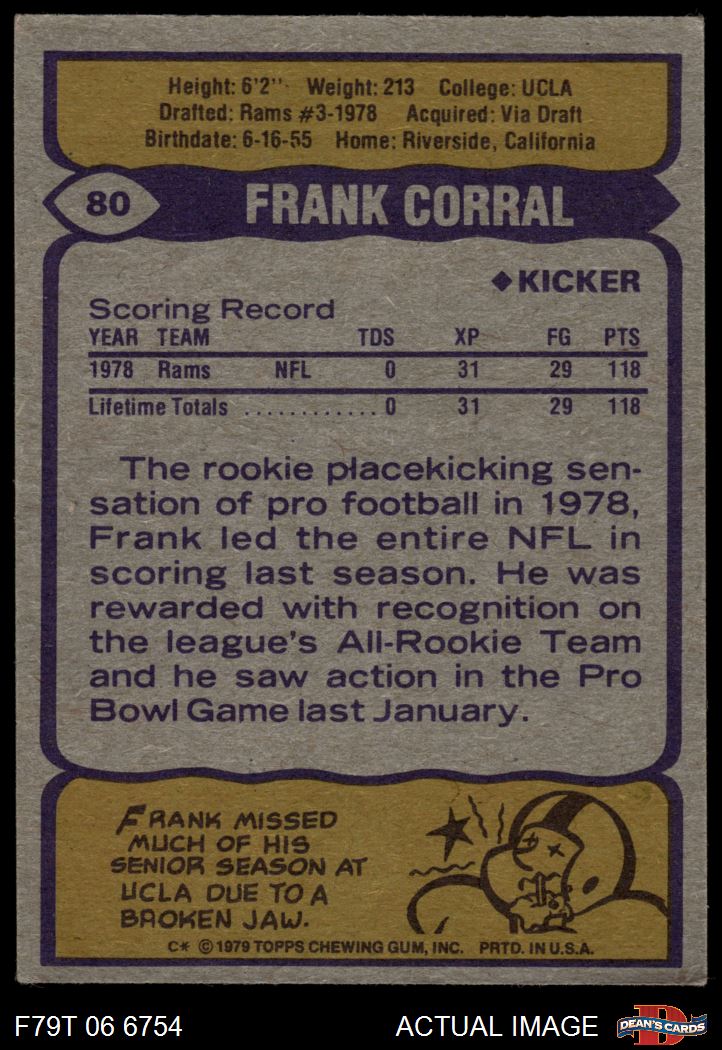 Height: 6'2" Weight: 213 College: UCLA
Drafted: Rams #3-1978 Acquired: Via Draft
Birthdate: 6-16-55 Home: Riverside, California
80 FRANK CORRAL
◆KICKER
Scoring Record
YEAR TEAM TDS XP FG PTS
1978 Rams NFL 0 31 29 118
Lifetime Totals ............ 0 31 29 118
The rookie placekicking sen-
sation of pro football in 1978,
Frank led the entire NFL in
scoring last season. He was
rewarded with recognition on
the league's All-Rookie Team
and he saw action in the Pro
Bowl Game last January.
FRANK MISSED
MUCH OF HIS
SENIOR SEASON AT
UCLA DUE TO A
BROKEN JAW.
C* © 1979 TOPPS CHEWING GUM, INC. PRTD. IN U.S.A.
F79T 06 6754 ACTUAL IMAGE D DEAN'S CARDS